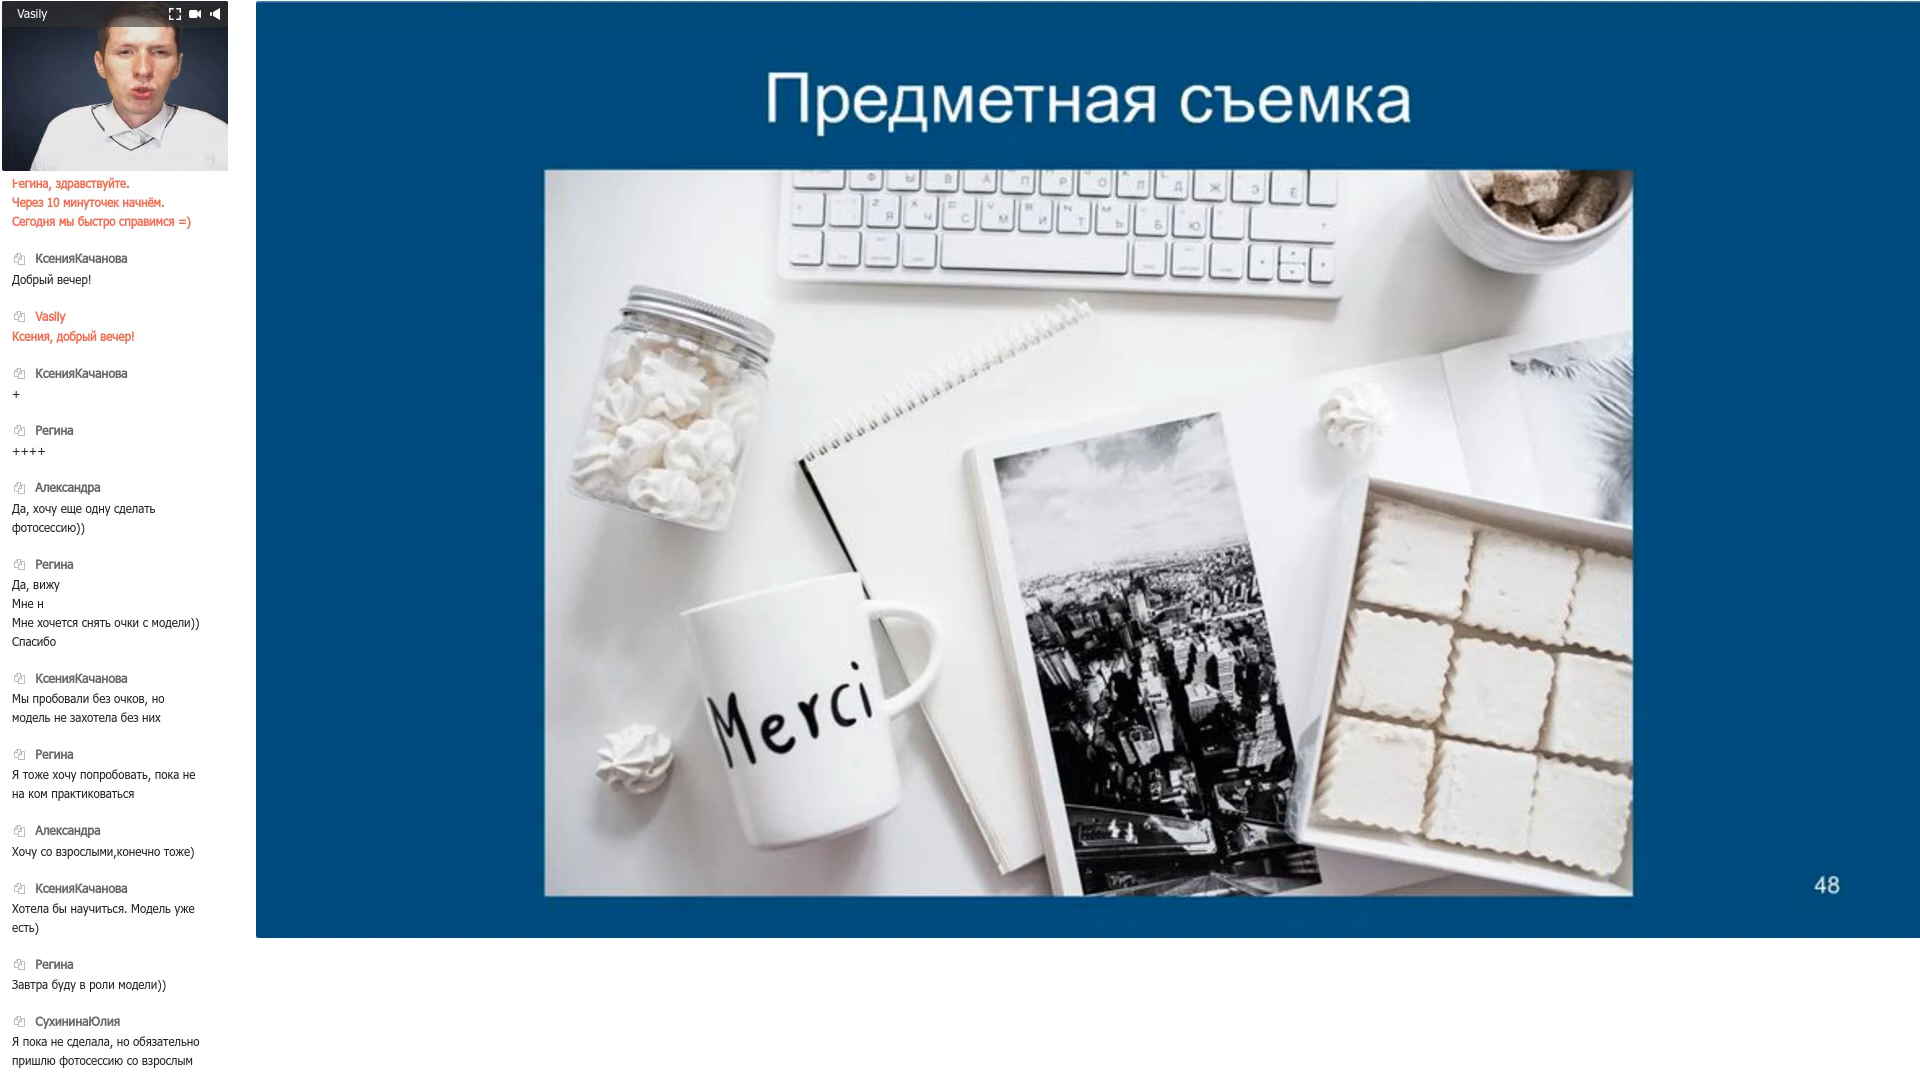 Vasily
Регина, здравствуйте.
Через 10 минуточек начнём.
Сегодня мы быстро справимся =)
КсенияКачанова
Добрый вечер!
Vasily
Ксения, добрый вечер!
КсенияКачанова
+
Регина
++++
Александра
Да, хочу еще одну сделать
фотосессию))
Регина
Да, вижу
Мне н
Мне хочется снять очки с модели))
Спасибо
КсенияКачанова
Мы пробовали без очков, но
модель не захотела без них
Регина
Я тоже хочу попробовать, пока не
на ком практиковаться
Александра
Хочу со взрослыми,конечно тоже)
КсенияКачанова
Хотела бы научиться. Модель уже
есть)
Регина
Завтра буду в роли модели))
СухининаЮлия
Я пока не сделала, но обязательно
пришлю фотосессию со взрослым
Предметная съемка
Ф Ы В А П Р О Л Д Ж Э Ё
Z X C V B N M
Я Ч С М И Т Ь Б Ю
Merci
48